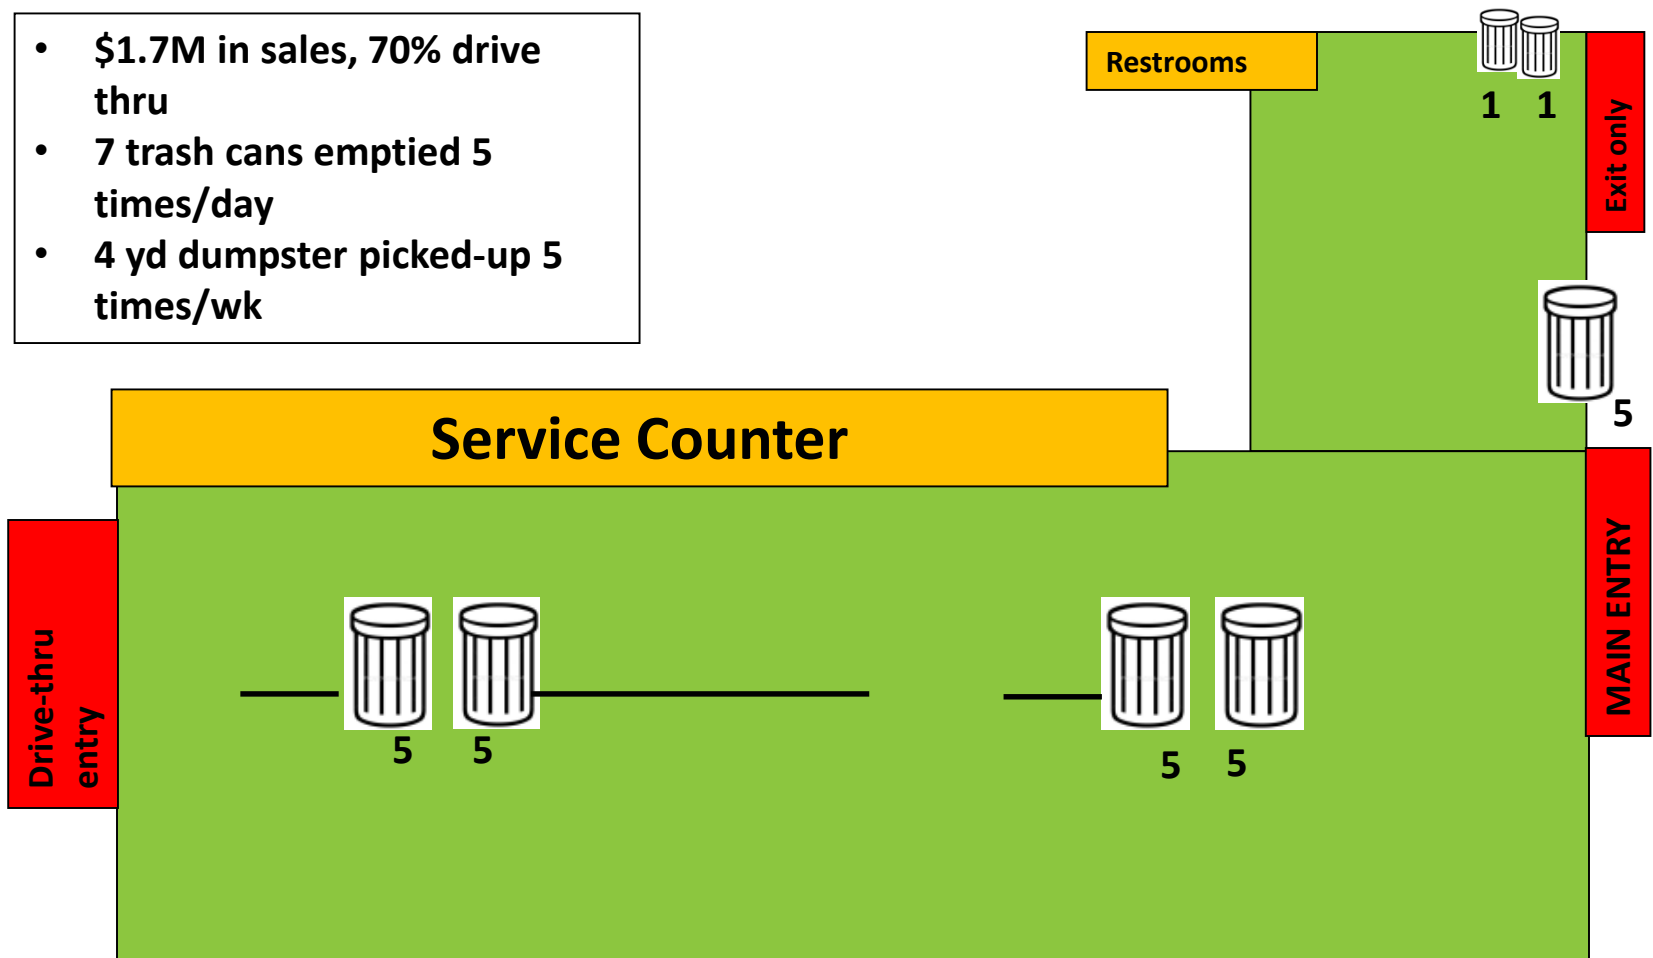 • $1.7M in sales, 70% drive
thru
• 7 trash cans emptied 5
times/day
• 4 yd dumpster picked-up 5
times/wk
Restrooms
1 1
Exit only
5
Service Counter
MAIN ENTRY
Drive-thru
entry
5 5
5 5